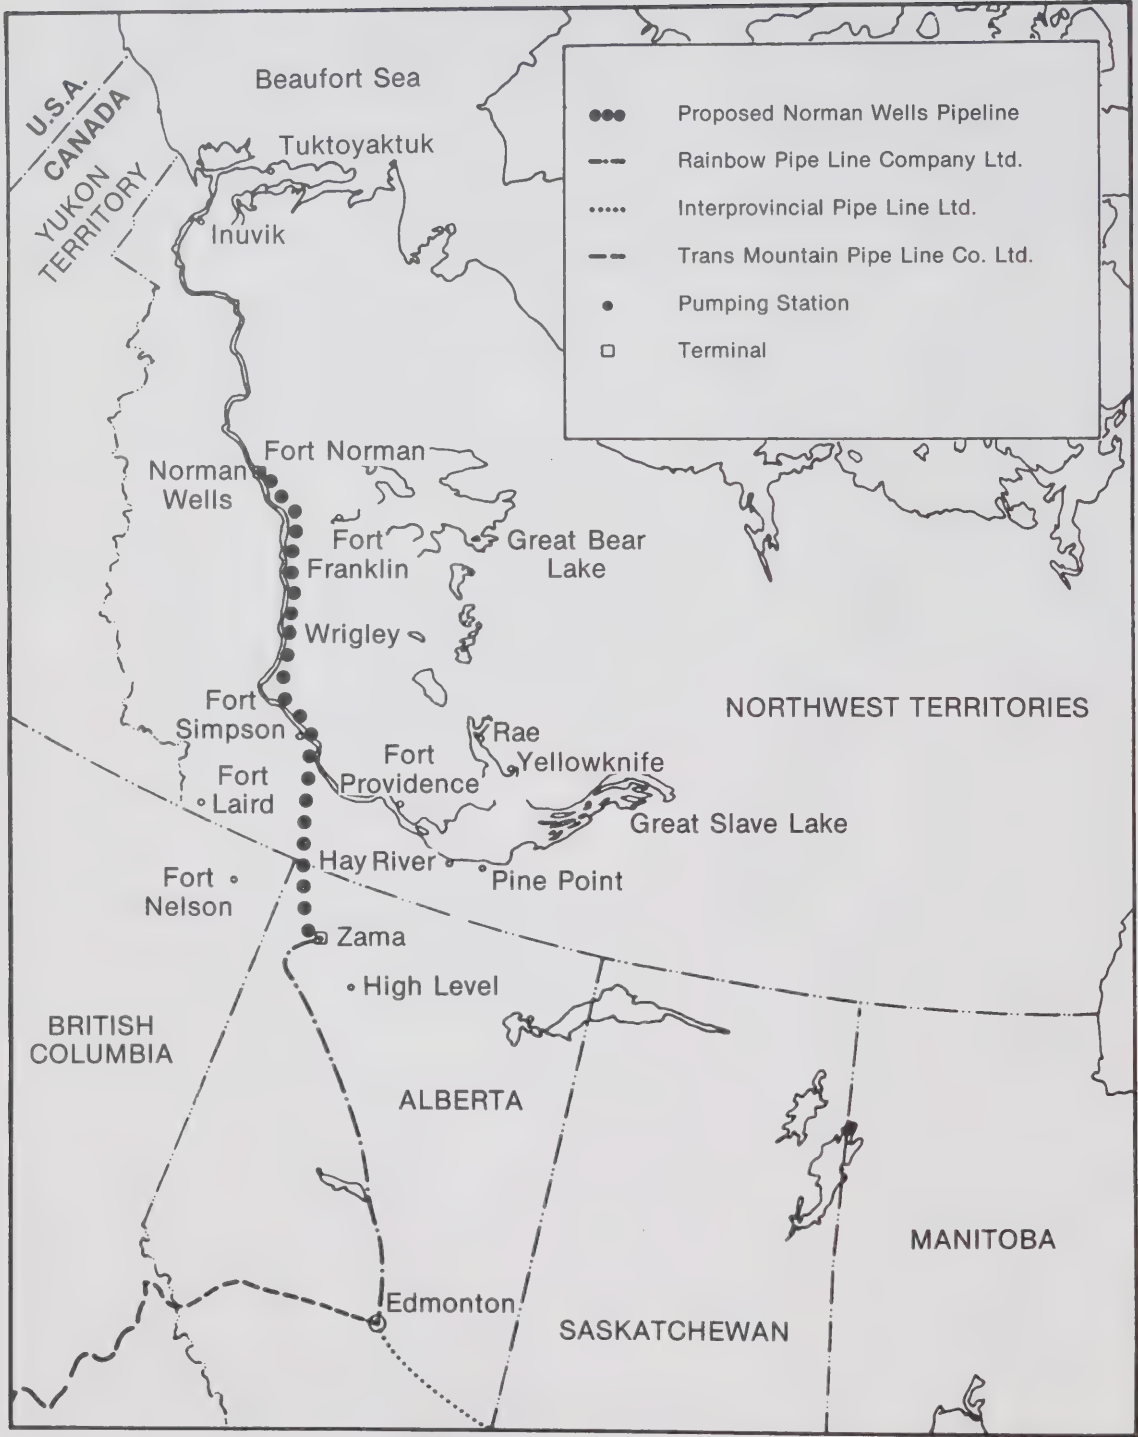 Beaufort Sea
U.S.A.
CANADA
YUKON
TERRITORY
Tuktoyaktuk
Inuvik
Proposed Norman Wells Pipeline
Rainbow Pipe Line Company Ltd.
Interprovincial Pipe Line Ltd.
Trans Mountain Pipe Line Co. Ltd.
Pumping Station
Terminal
Fort Norman
Norman
Wells
Fort
Franklin
Great Bear
Lake
Wrigley
NORTHWEST TERRITORIES
Fort
Simpson
Rae
Yellowknife
Fort
Providence
Fort
Laird
Great Slave Lake
Hay River
Pine Point
Fort
Nelson
Zama
High Level
BRITISH
COLUMBIA
ALBERTA
MANITOBA
Edmonton
SASKATCHEWAN